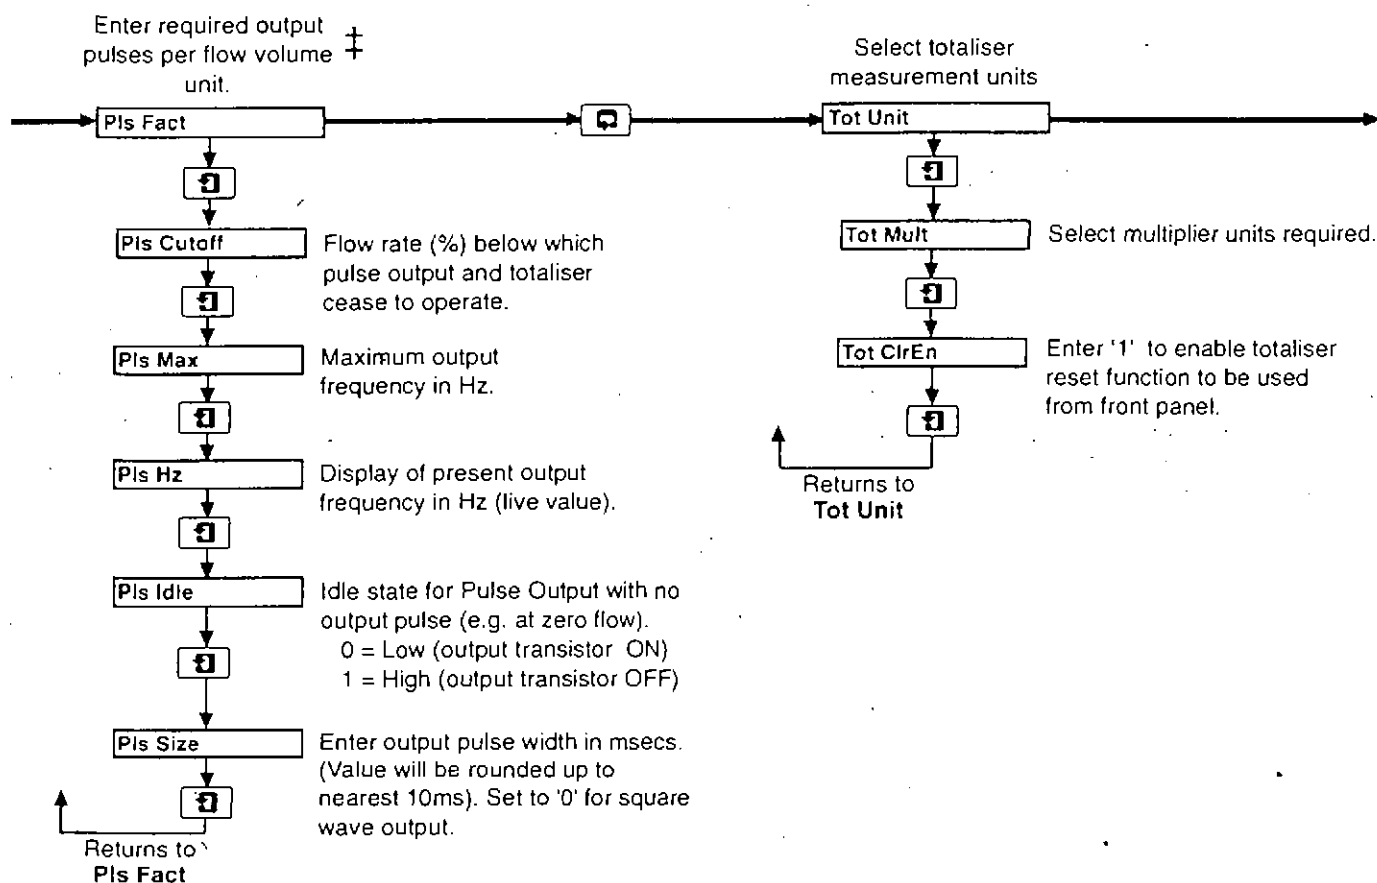 Enter required output
pulses per flow volume ‡
unit.
Pls Fact
Pls Cutoff
Flow rate (%) below which
pulse output and totaliser
cease to operate.
Pls Max
Maximum output
frequency in Hz.
Pls Hz
Display of present output
frequency in Hz (live value).
Pls Idle
Idle state for Pulse Output with no
output pulse (e.g. at zero flow).
0 = Low (output transistor ON)
1 = High (output transistor OFF)
Pls Size
Enter output pulse width in msecs.
(Value will be rounded up to
nearest 10ms). Set to '0' for square
wave output.
Returns to
Pls Fact
Select totaliser
measurement units
Tot Unit
Tot Mult
Select multiplier units required.
Tot ClrEn
Enter '1' to enable totaliser
reset function to be used
from front panel.
Returns to
Tot Unit